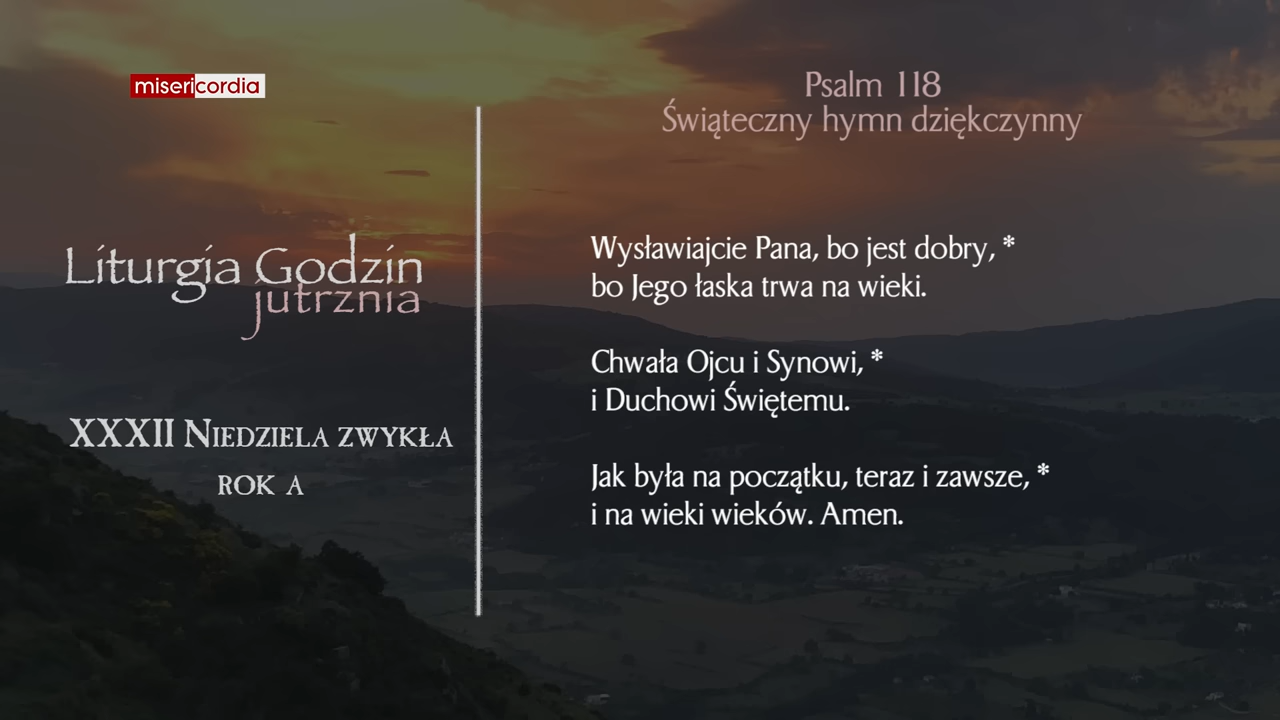 misericordia
Liturgia Godzin
jutrznia
XXXII Niedziela zwykła
rok A
Psalm 118
Świąteczny hymn dziękczynny
Wysławiajcie Pana, bo jest dobry, *
bo Jego łaska trwa na wieki.
Chwała Ojcu i Synowi, *
i Duchowi Świętemu.
Jak była na początku, teraz i zawsze, *
i na wieki wieków. Amen.